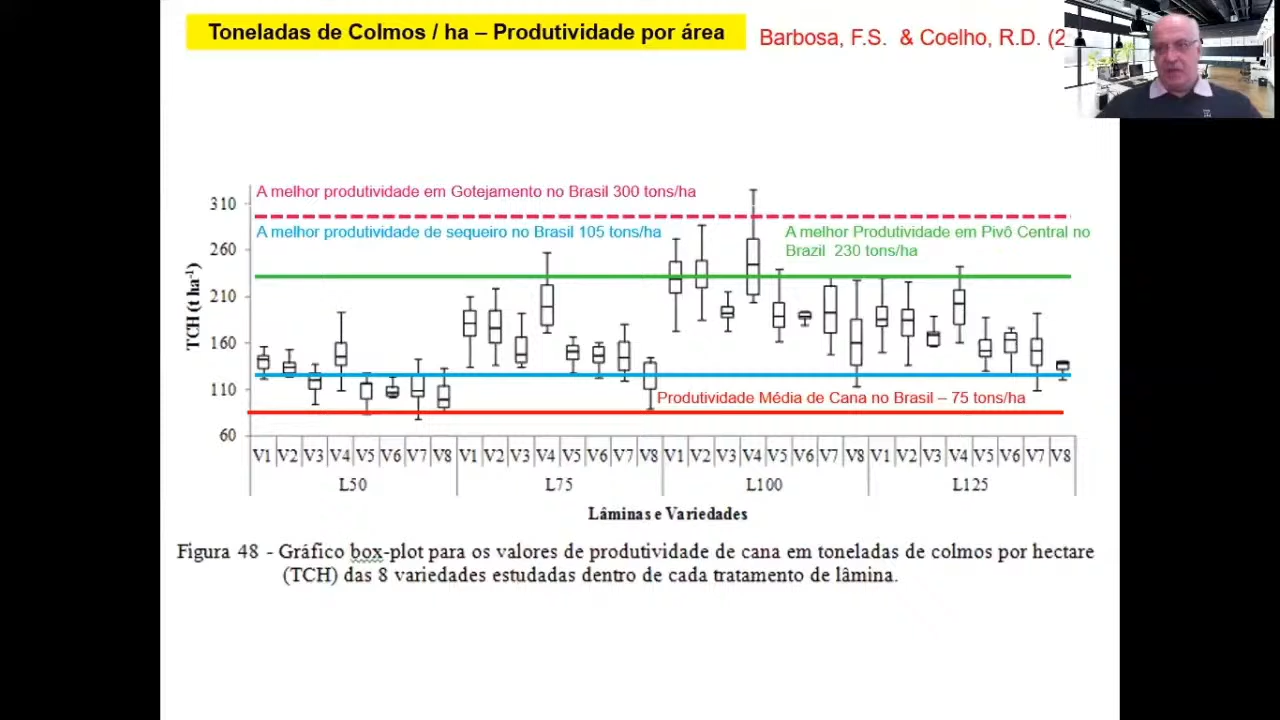 Toneladas de Colmos / ha – Produtividade por área
Barbosa, F.S. & Coelho, R.D. (2
A melhor produtividade em Gotejamento no Brasil 300 tons/ha
A melhor produtividade de sequeiro no Brasil 105 tons/ha
A melhor Produtividade em Pivô Central no
Brazil 230 tons/ha
Produtividade Média de Cana no Brasil – 75 tons/ha
TCH (t ha-1)
310
260
210
160
110
60
V1 V2 V3 V4 V5 V6 V7 V8 V1 V2 V3 V4 V5 V6 V7 V8 V1 V2 V3 V4 V5 V6 V7 V8 V1 V2 V3 V4 V5 V6 V7 V8
L50 L75 L100 L125
Lâminas e Variedades
Figura 48 - Gráfico box-plot para os valores de produtividade de cana em toneladas de colmos por hectare
(TCH) das 8 variedades estudadas dentro de cada tratamento de lâmina.